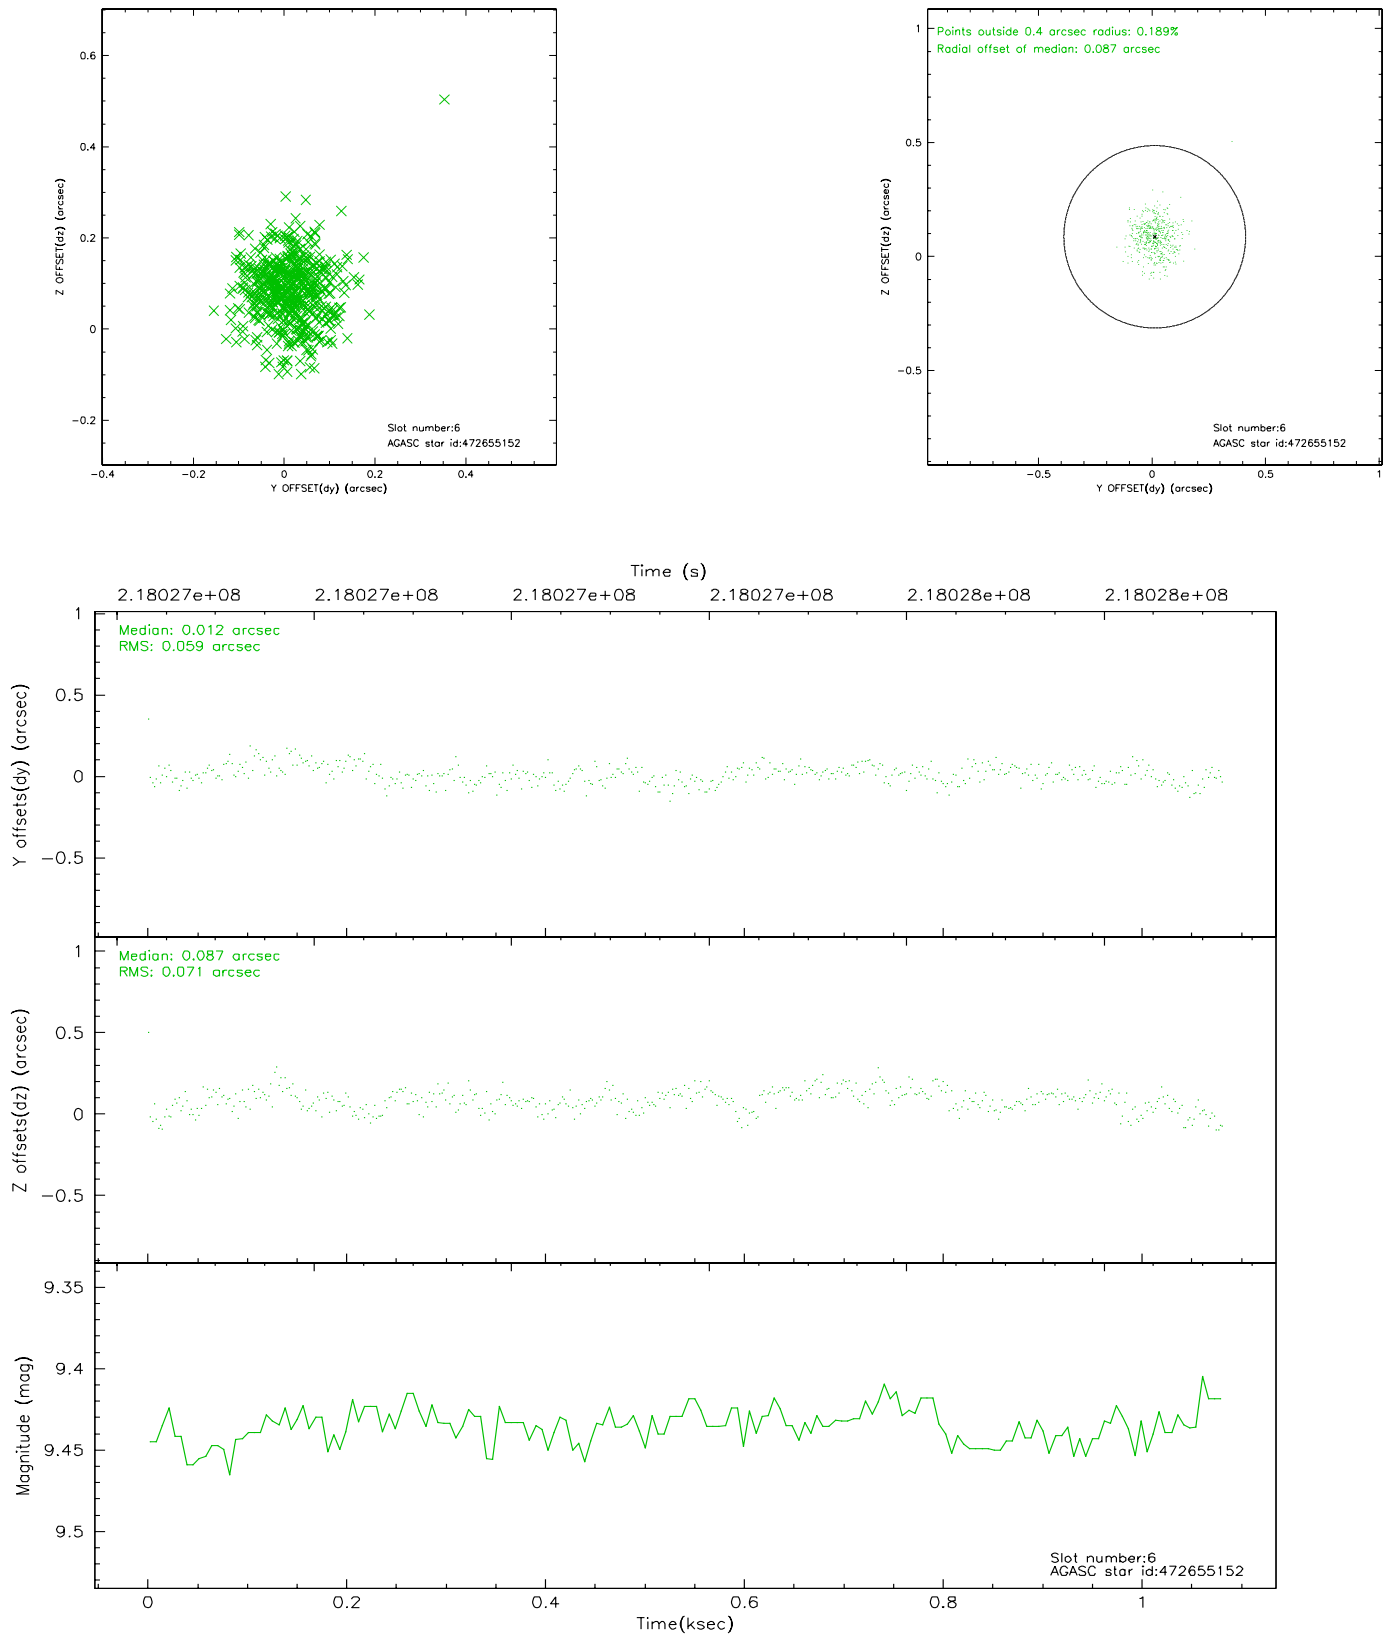 0.6
0.4
0.2
0
−0.2
Z OFFSET(dz) (arcsec)
Slot number:6
AGASC star id:472655152
−0.4 −0.2 0 0.2 0.4
Y OFFSET(dy) (arcsec)
Points outside 0.4 arcsec radius: 0.189%
Radial offset of median: 0.087 arcsec
1
0.5
0
−0.5
Z OFFSET(dz) (arcsec)
Slot number:6
AGASC star id:472655152
−0.5 0 0.5 1
Y OFFSET(dy) (arcsec)
Time (s)
2.18027e+08 2.18027e+08 2.18027e+08 2.18027e+08 2.18028e+08 2.18028e+08
Median: 0.012 arcsec
RMS: 0.059 arcsec
1
0.5
0
−0.5
Y offsets(dy) (arcsec)
Median: 0.087 arcsec
RMS: 0.071 arcsec
1
0.5
0
−0.5
Z offsets(dz) (arcsec)
9.35
9.4
9.45
9.5
Magnitude (mag)
Slot number:6
AGASC star id:472655152
0 0.2 0.4 0.6 0.8 1
Time(ksec)